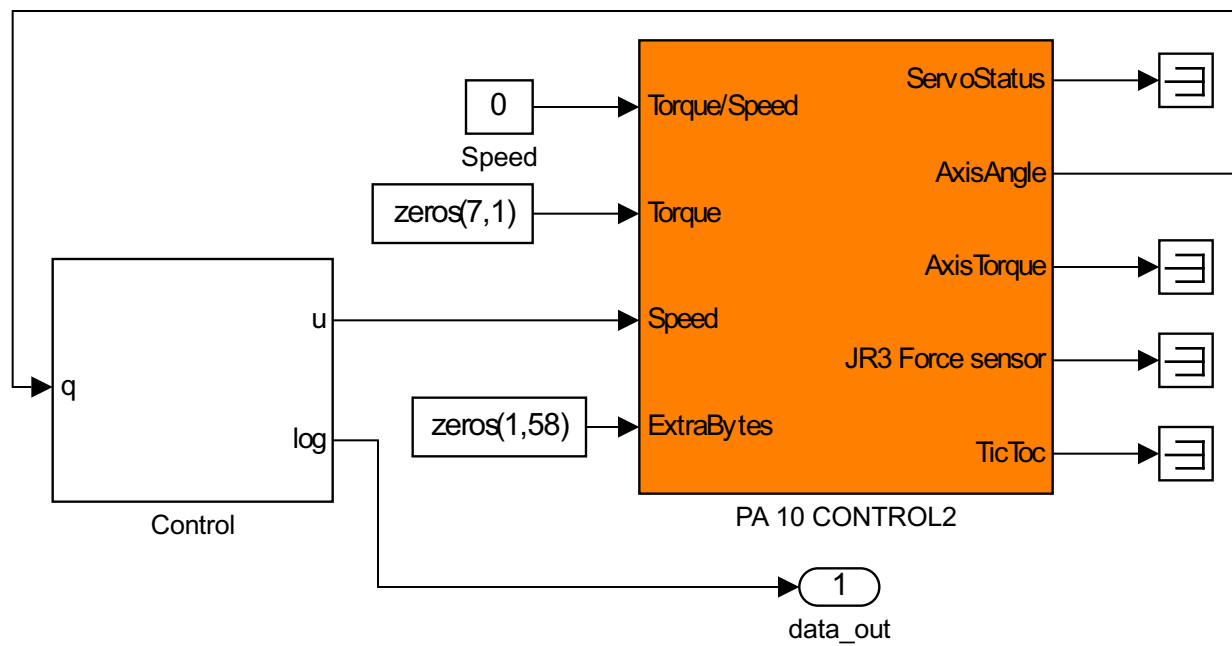 ServoStatus
0
Torque/Speed
Speed
AxisAngle
zeros(7,1)
Torque
AxisTorque
u
Speed
JR3 Force sensor
q
zeros(1,58)
ExtraBytes
log
TicToc
Control
PA 10 CONTROL2
1
data_out